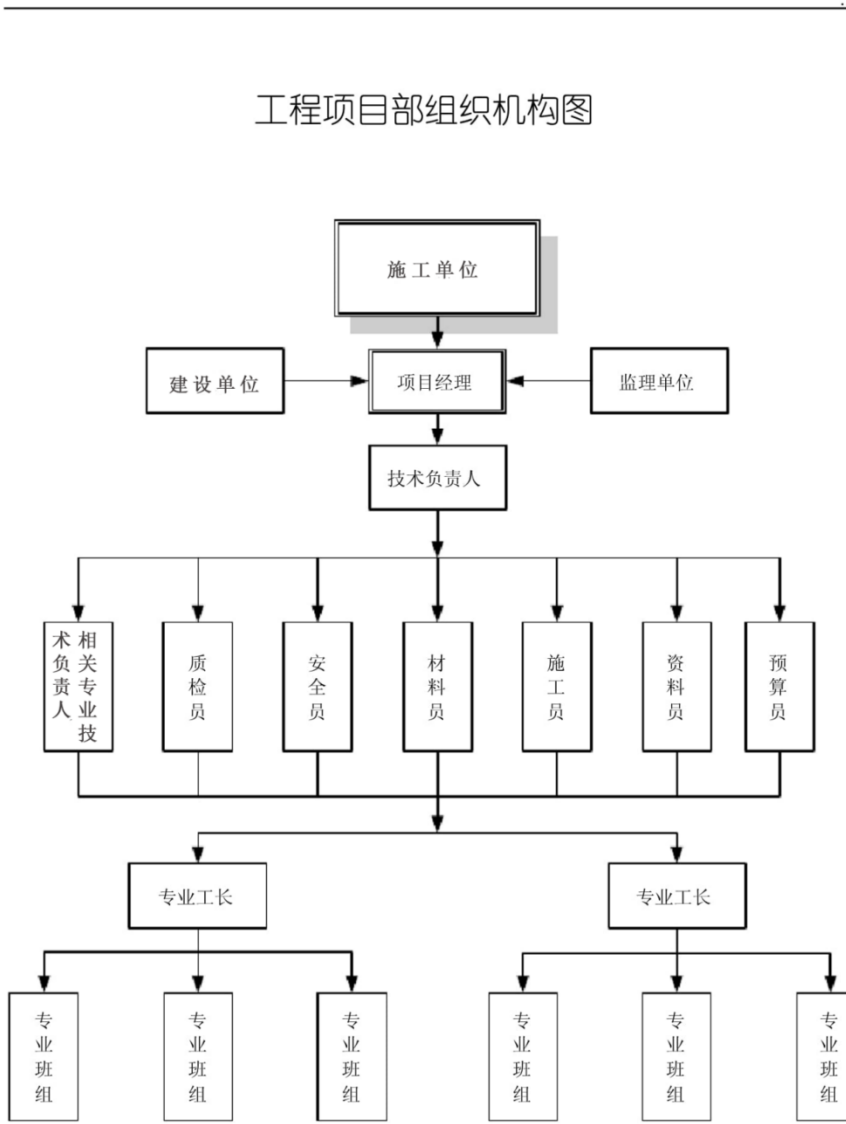 工程项目部组织机构图
施工单位
建设单位
项目经理
监理单位
技术负责人
相关专业技
术负责人
质检员
安全员
材料员
施工员
资料员
预算员
专业工长
专业工长
专业班组
专业班组
专业班组
专业班组
专业班组
专业班组